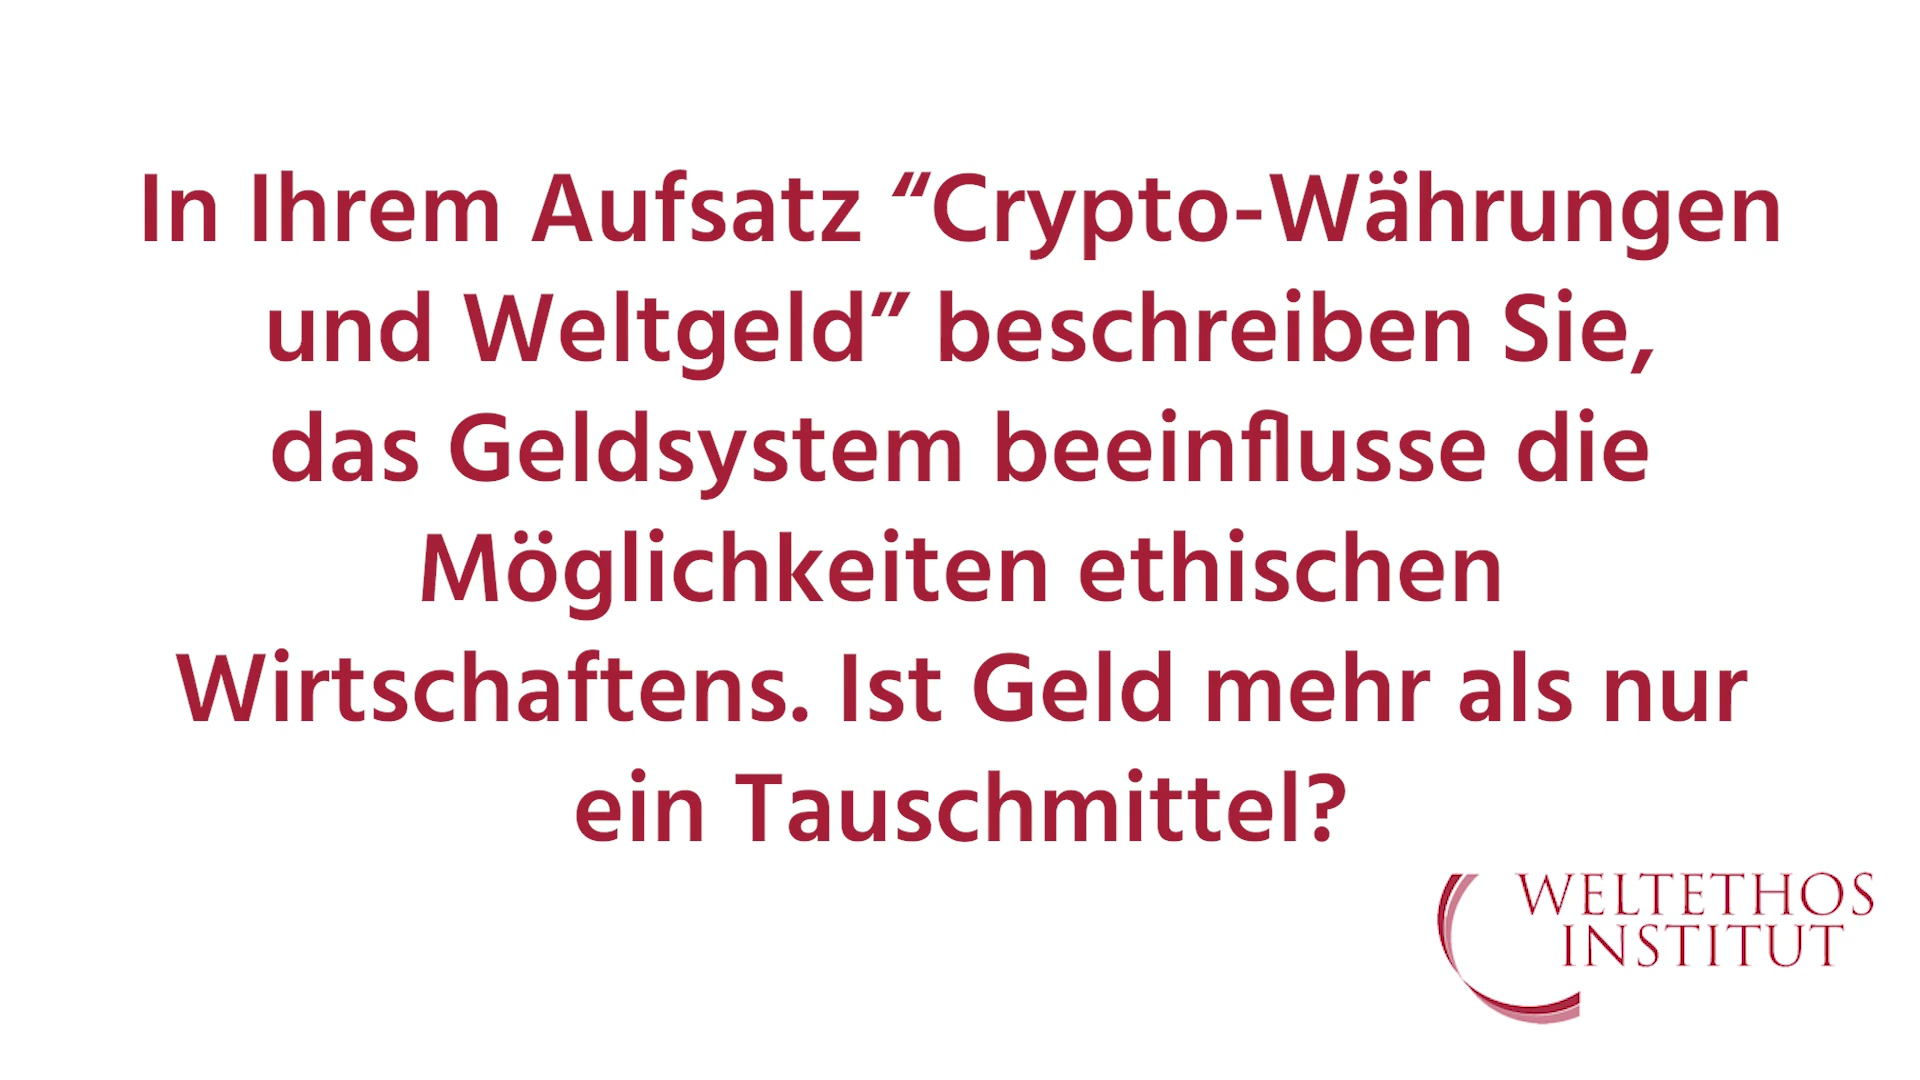 In Ihrem Aufsatz “Crypto-Währungen
und Weltgeld” beschreiben Sie,
das Geldsystem beeinflusse die
Möglichkeiten ethischen
Wirtschaftens. Ist Geld mehr als nur
ein Tauschmittel?
WELTETHOS
INSTITUT